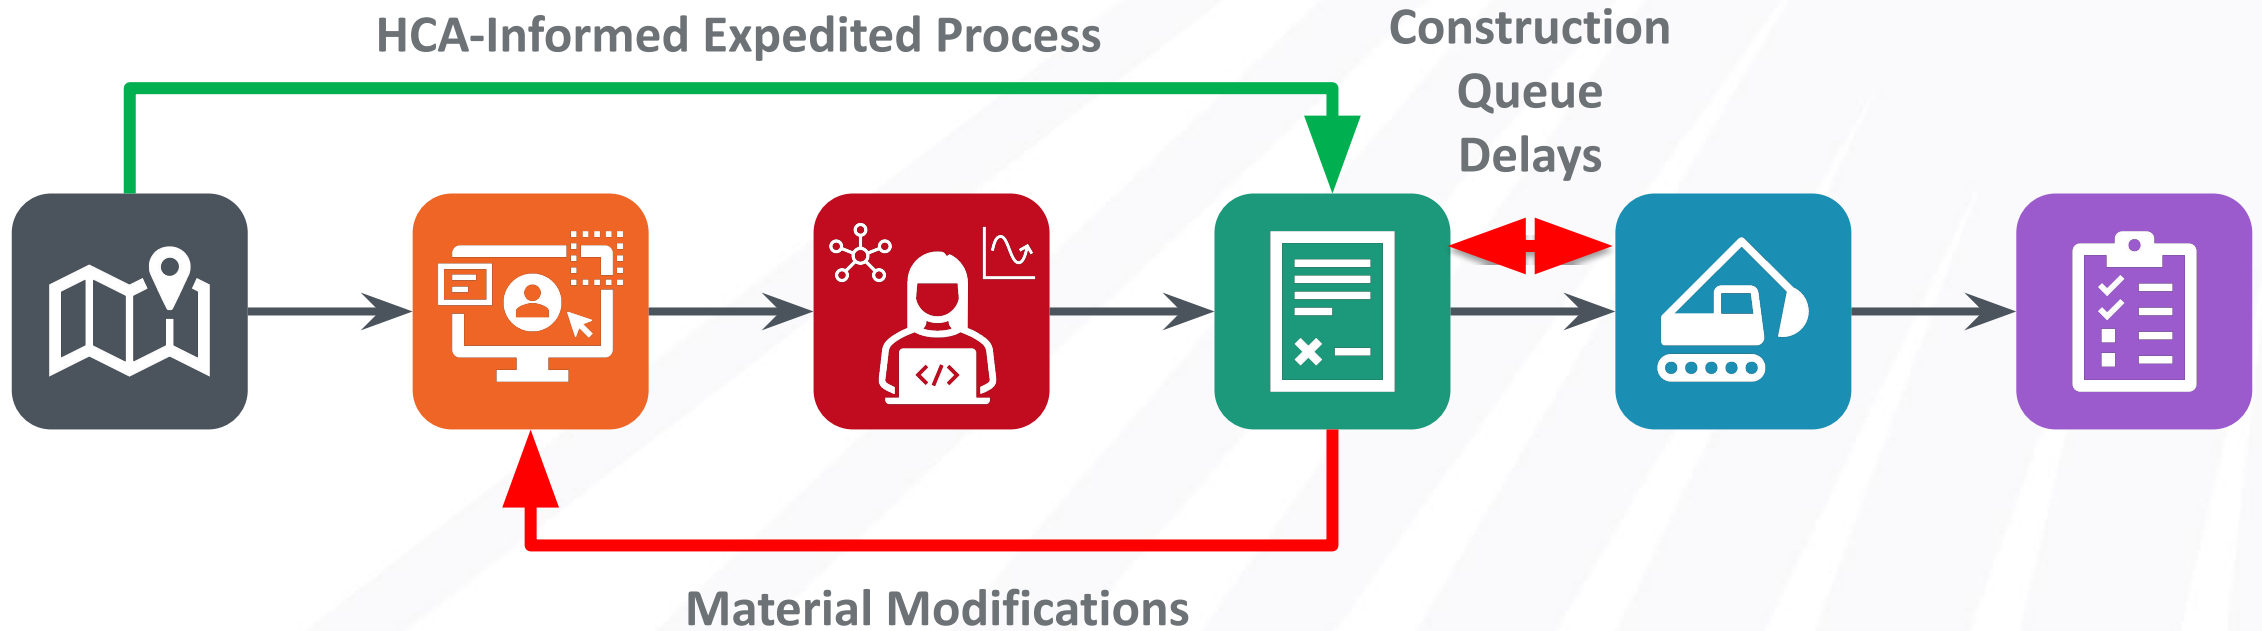 HCA-Informed Expedited Process
Construction
Queue
Delays
</>
Material Modifications